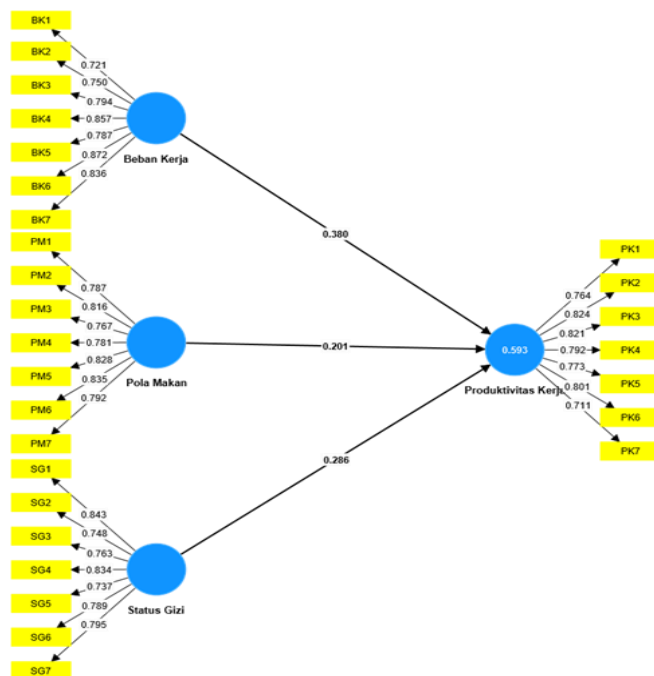 BK1
BK2
BK3
BK4
BK5
BK6
BK7
0.721
0.750
0.794
0.857
0.787
0.872
0.836
Beban Kerja
PM1
PM2
PM3
PM4
PM5
PM6
PM7
0.787
0.816
0.767
0.781
0.828
0.835
0.792
Pola Makan
SG1
SG2
SG3
SG4
SG5
SG6
SG7
0.843
0.748
0.763
0.834
0.737
0.789
0.795
Status Gizi
0.380
0.201
0.286
0.593
Produktivitas Kerja
0.764
0.824
0.821
0.792
0.773
0.801
0.711
PK1
PK2
PK3
PK4
PK5
PK6
PK7